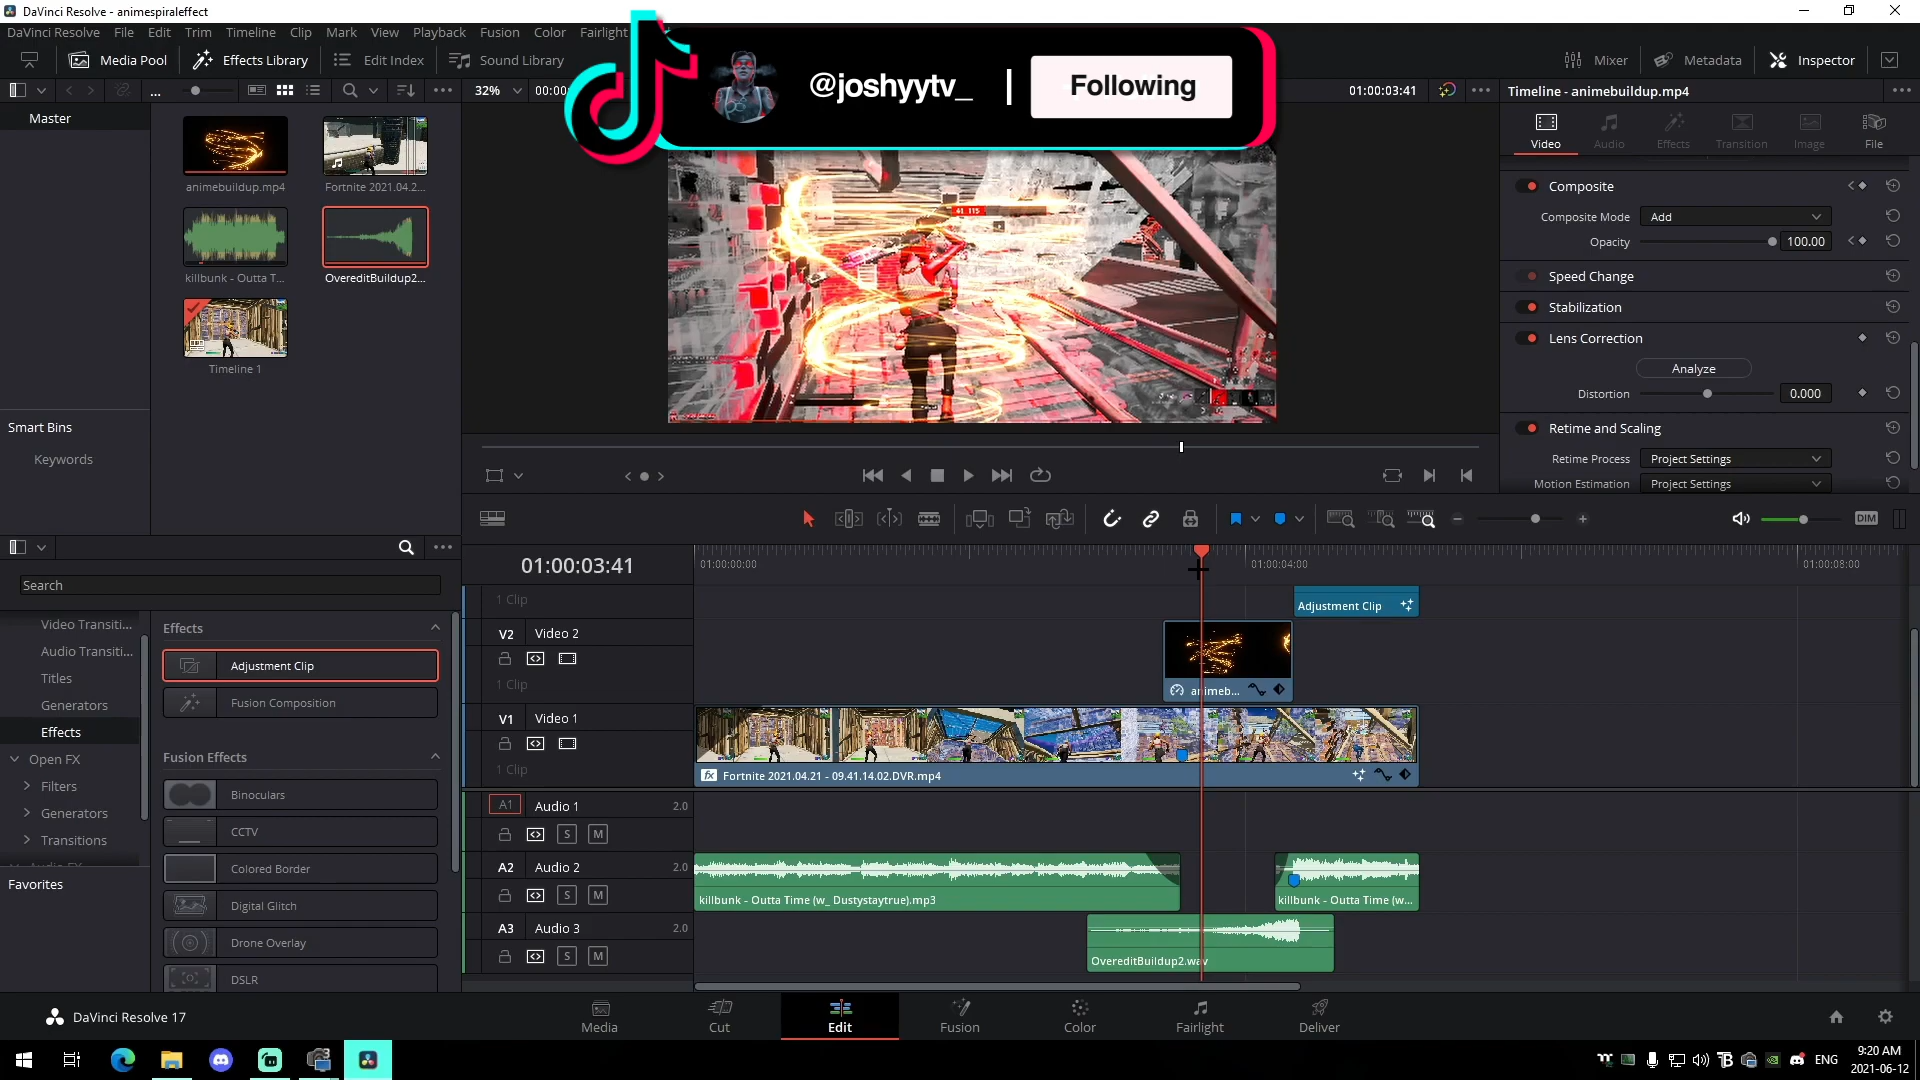 DaVinci Resolve - animespiraleffect
DaVinci Resolve File Edit Trim Timeline Clip Mark View Playback Fusion Color Fairlight
Media Pool Effects Library Edit Index Sound Library
@joshyytv_ | Following
Mixer Metadata Inspector
... 32% 00:00 01:00:03:41
Timeline - animebuildup.mp4
Master
Video Audio Effects Transition Image File
animebuildup.mp4 Fortnite 2021.04.2...
killbunk - Outta T... OvereditBuildup2...
Timeline 1
41 115
Composite
Composite Mode Add
Opacity 100.00
Speed Change
Stabilization
Lens Correction
Analyze
Distortion 0.000
Retime and Scaling
Retime Process Project Settings
Motion Estimation Project Settings
Smart Bins
Keywords
DIM
Search
Video Transiti...
Audio Transiti...
Titles
Generators
Effects
Open FX
Filters
Generators
Transitions
Audio FX
Favorites
Effects
Adjustment Clip
Fusion Composition
Fusion Effects
Binoculars
CCTV
Colored Border
Digital Glitch
Drone Overlay
DSLR
01:00:03:41
01:00:00:00 01:00:04:00 01:00:08:00
1 Clip
Adjustment Clip
V2 Video 2
1 Clip
animeb...
V1 Video 1
1 Clip
fx Fortnite 2021.04.21 - 09.41.14.02.DVR.mp4
A1 Audio 1 2.0
S M
A2 Audio 2 2.0
S M
killbunk - Outta Time (w_ Dustystaytrue).mp3 killbunk - Outta Time (w...
A3 Audio 3 2.0
S M
OvereditBuildup2.wav
DaVinci Resolve 17
Media Cut Edit Fusion Color Fairlight Deliver
ENG
9:20 AM
2021-06-12